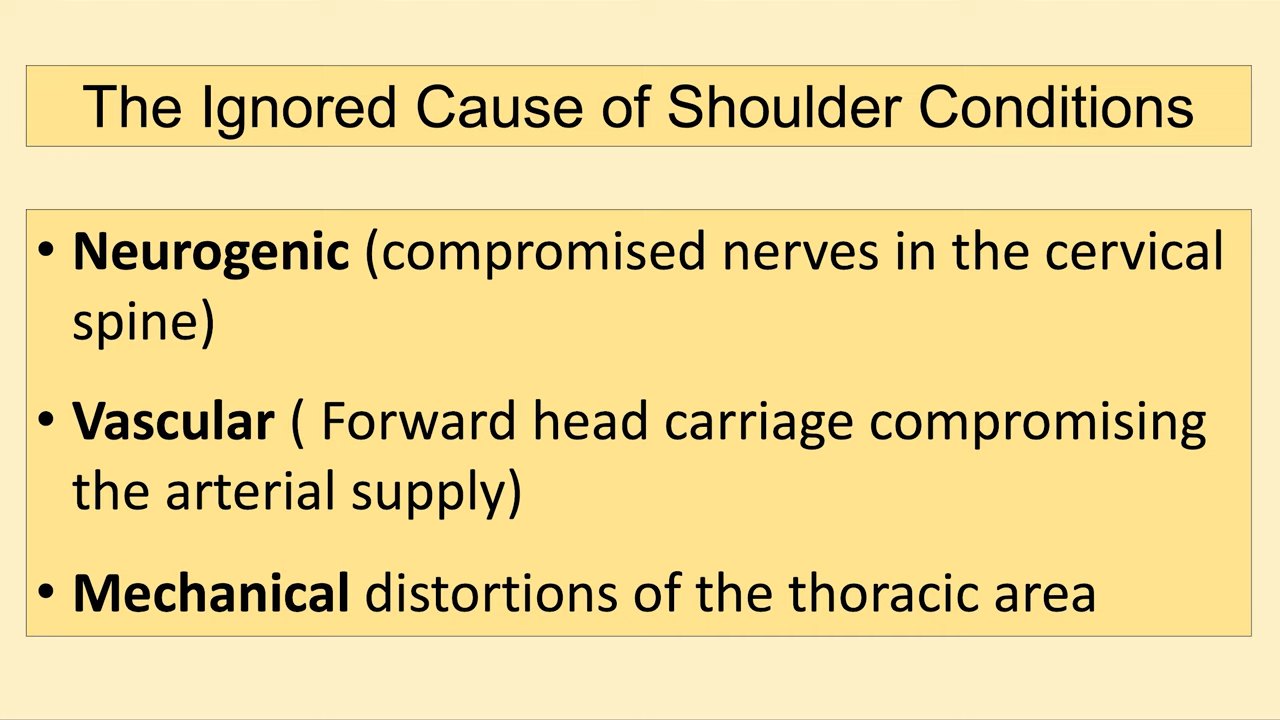 The Ignored Cause of Shoulder Conditions
• Neurogenic (compromised nerves in the cervical
spine)
• Vascular ( Forward head carriage compromising
the arterial supply)
• Mechanical distortions of the thoracic area